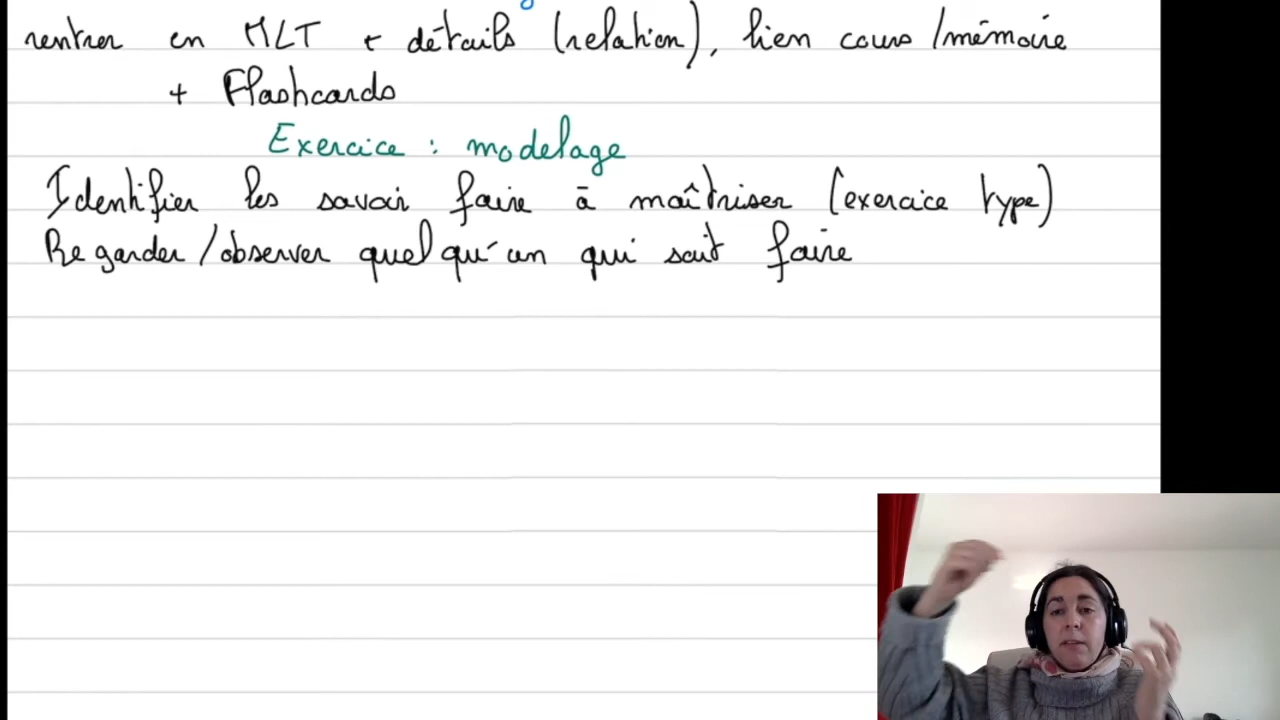 rentrer en MLT + détails (relation), lien cours /mémoire
+ Flashcards
Exercice : modelage
Identifier les savoir faire à maîtriser (exercice type)
Regarder /observer quelqu'un qui sait faire